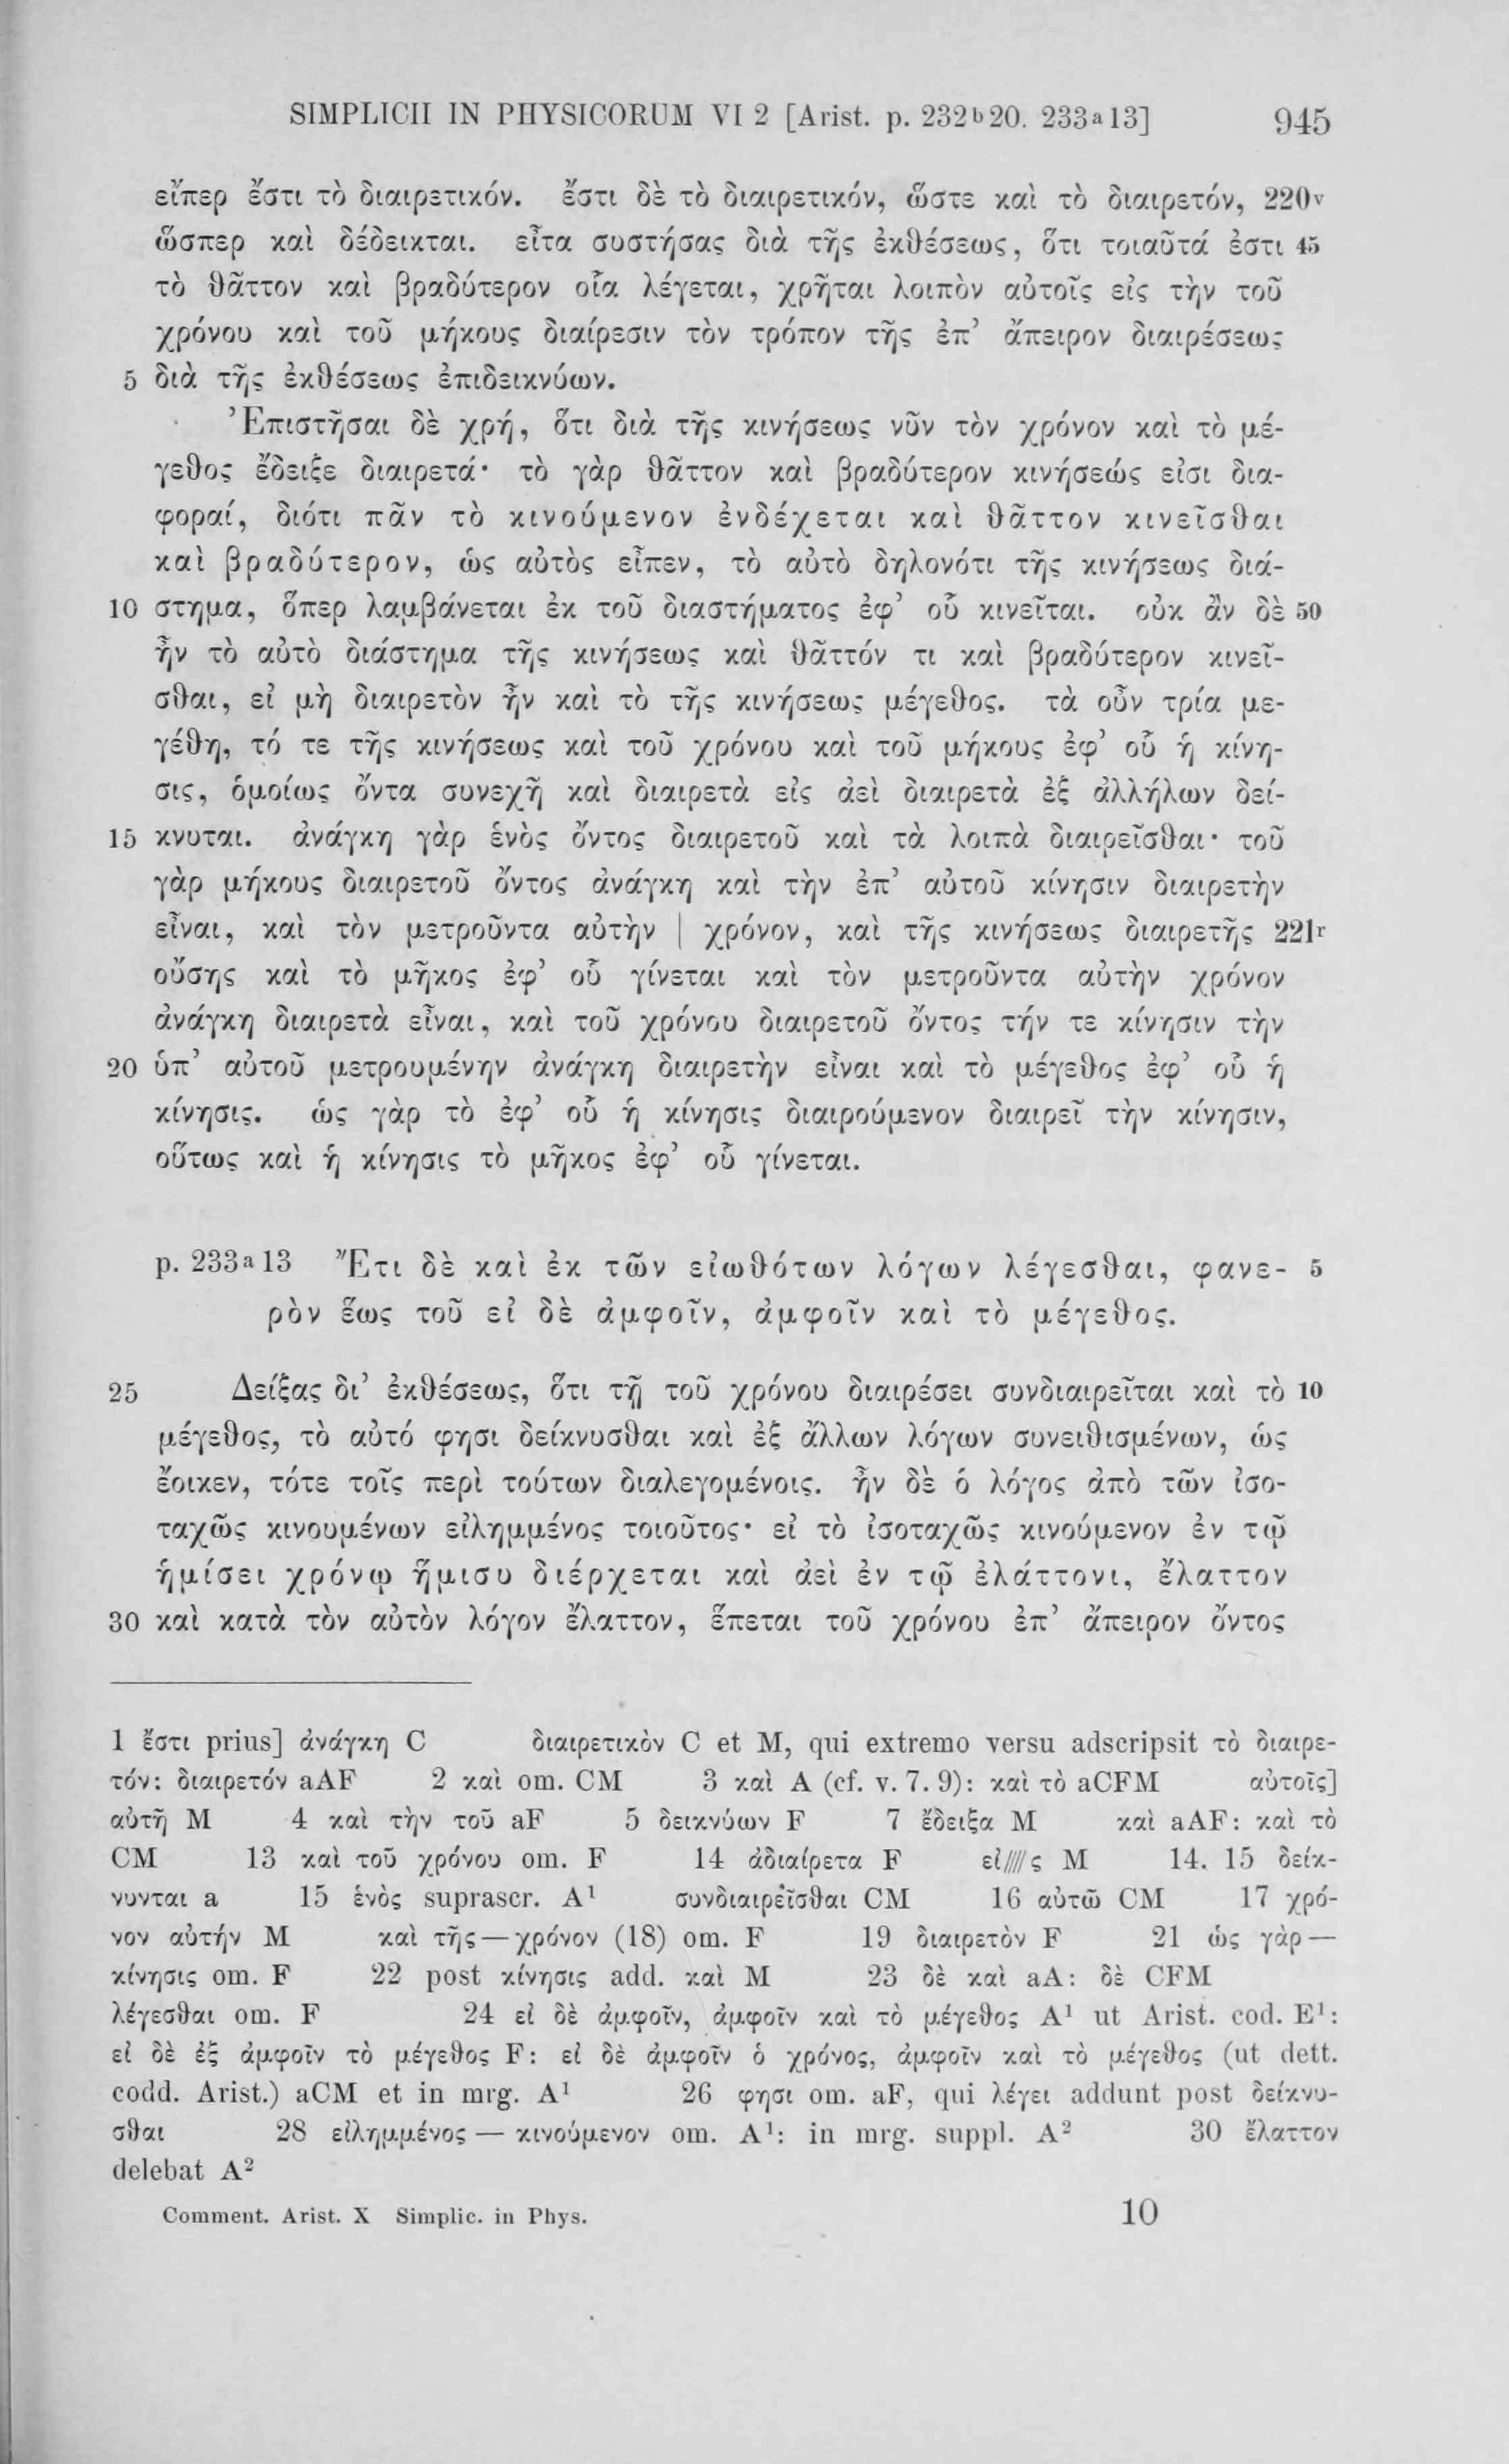 SIMPLICII IN PHYSICORUM VI 2 [Arist. p. 232b20. 233a13] 945
εἴπερ ἔστι τὸ διαιρετικόν. ἔστι δὲ τὸ διαιρετικόν, ὥστε καὶ τὸ διαιρετόν, 220v
ὥσπερ καὶ δέδεικται. εἶτα συστήσας διὰ τῆς ἐκθέσεως, ὅτι τοιαῦτά ἐστι 45
τὸ θᾶττον καὶ βραδύτερον οἷα λέγεται, χρῆται λοιπὸν αὐτοῖς εἰς τὴν τοῦ
χρόνου καὶ τοῦ μήκους διαίρεσιν τὸν τρόπον τῆς ἐπ’ ἄπειρον διαιρέσεως
5 διὰ τῆς ἐκθέσεως ἐπιδεικνύων.
Ἐπιστῆσαι δὲ χρή, ὅτι διὰ τῆς κινήσεως νῦν τὸν χρόνον καὶ τὸ μέ-
γεθος ἔδειξε διαιρετά· τὸ γὰρ θᾶττον καὶ βραδύτερον κινήσεώς εἰσι δια-
φοραί, διότι πᾶν τὸ κινούμενον ἐνδέχεται καὶ θᾶττον κινεῖσθαι
καὶ βραδύτερον, ὡς αὐτὸς εἶπεν, τὸ αὐτὸ δηλονότι τῆς κινήσεως διά-
10 στημα, ὅπερ λαμβάνεται ἐκ τοῦ διαστήματος ἐφ’ οὗ κινεῖται. οὐκ ἂν δὲ 50
ἦν τὸ αὐτὸ διάστημα τῆς κινήσεως καὶ θᾶττόν τι καὶ βραδύτερον κινεῖ-
σθαι, εἰ μὴ διαιρετὸν ἦν καὶ τὸ τῆς κινήσεως μέγεθος. τὰ οὖν τρία με-
γέθη, τό τε τῆς κινήσεως καὶ τοῦ χρόνου καὶ τοῦ μήκους ἐφ’ οὗ ἡ κίνη-
σις, ὁμοίως ὄντα συνεχῆ καὶ διαιρετὰ εἰς ἀεὶ διαιρετὰ ἐξ ἀλλήλων δεί-
15 κνυται. ἀνάγκη γὰρ ἑνὸς ὄντος διαιρετοῦ καὶ τὰ λοιπὰ διαιρεῖσθαι· τοῦ
γὰρ μήκους διαιρετοῦ ὄντος ἀνάγκη καὶ τὴν ἐπ’ αὐτοῦ κίνησιν διαιρετὴν
εἶναι, καὶ τὸν μετροῦντα αὐτὴν | χρόνον, καὶ τῆς κινήσεως διαιρετῆς 221r
οὔσης καὶ τὸ μῆκος ἐφ’ οὗ γίνεται καὶ τὸν μετροῦντα αὐτὴν χρόνον
ἀνάγκη διαιρετὰ εἶναι, καὶ τοῦ χρόνου διαιρετοῦ ὄντος τήν τε κίνησιν τὴν
20 ὑπ’ αὐτοῦ μετρουμένην ἀνάγκη διαιρετὴν εἶναι καὶ τὸ μέγεθος ἐφ’ οὗ ἡ
κίνησις. ὡς γὰρ τὸ ἐφ’ οὗ ἡ κίνησις διαιρούμενον διαιρεῖ τὴν κίνησιν,
οὕτως καὶ ἡ κίνησις τὸ μῆκος ἐφ’ οὗ γίνεται.
p. 233a13 Ἔτι δὲ καὶ ἐκ τῶν εἰωθότων λόγων λέγεσθαι, φανε- 5
ρὸν ἕως τοῦ εἰ δὲ ἀμφοῖν, ἀμφοῖν καὶ τὸ μέγεθος.
25 Δείξας δι’ ἐκθέσεως, ὅτι τῇ τοῦ χρόνου διαιρέσει συνδιαιρεῖται καὶ τὸ 10
μέγεθος, τὸ αὐτό φησι δείκνυσθαι καὶ ἐξ ἄλλων λόγων συνειθισμένων, ὡς
ἔοικεν, τότε τοῖς περὶ τούτων διαλεγομένοις. ἦν δὲ ὁ λόγος ἀπὸ τῶν ἰσο-
ταχῶς κινουμένων εἰλημμένος τοιοῦτος· εἰ τὸ ἰσοταχῶς κινούμενον ἐν τῷ
ἡμίσει χρόνῳ ἥμισυ διέρχεται καὶ ἀεὶ ἐν τῷ ἐλάττονι, ἔλαττον
30 καὶ κατὰ τὸν αὐτὸν λόγον ἔλαττον, ἕπεται τοῦ χρόνου ἐπ’ ἄπειρον ὄντος
1 ἔστι prius] ἀνάγκη C διαιρετικὸν C et M, qui extremo versu adscripsit τὸ διαιρε-
τόν: διαιρετόν aAF 2 καὶ om. CM 3 καὶ A (cf. v. 7. 9): καὶ τὸ aCFM αὐτοῖς]
αὐτῇ M 4 καὶ τὴν τοῦ aF 5 δεικνύων F 7 ἔδειξα M καὶ aAF: καὶ τὸ
CM 13 καὶ τοῦ χρόνου om. F 14 ἀδιαίρετα F εἰ////ς M 14. 15 δείκ-
νυνται a 15 ἑνὸς suprascr. A1 συνδιαιρεῖσθαι CM 16 αὐτῶ CM 17 χρό-
νον αὐτήν M καὶ τῆς — χρόνον (18) om. F 19 διαιρετὸν F 21 ὡς γὰρ —
κίνησις om. F 22 post κίνησις add. καὶ M 23 δὲ καὶ aA: δὲ CFM
λέγεσθαι om. F 24 εἰ δὲ ἀμφοῖν, ἀμφοῖν καὶ τὸ μέγεθος A1 ut Arist. cod. E1:
εἰ δὲ ἐξ ἀμφοῖν τὸ μέγεθος F: εἰ δὲ ἀμφοῖν ὁ χρόνος, ἀμφοῖν καὶ τὸ μέγεθος (ut dett.
codd. Arist.) aCM et in mrg. A1 26 φησι om. aF, qui λέγει addunt post δείκνυ-
σθαι 28 εἰλημμένος — κινούμενον om. A1: in mrg. suppl. A2 30 ἔλαττον
delebat A2
Comment. Arist. X Simplic. in Phys. 10